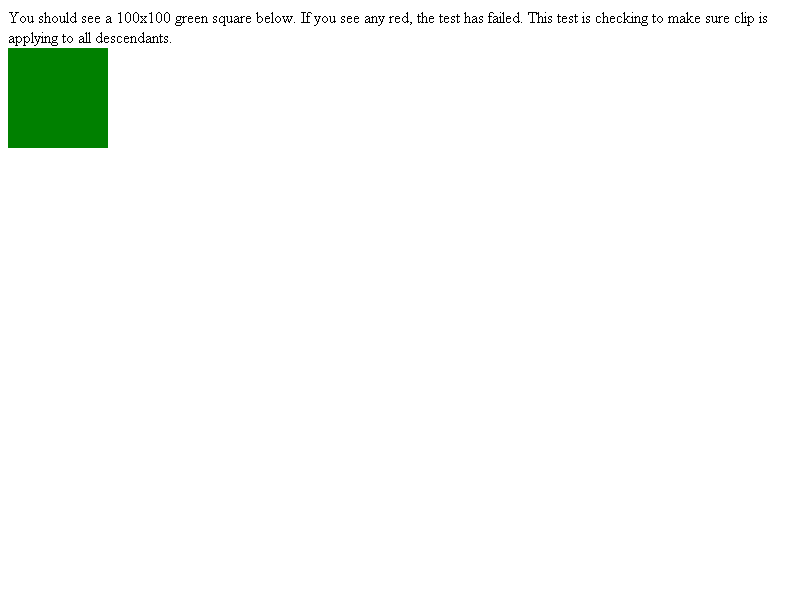 You should see a 100x100 green square below. If you see any red, the test has failed. This test is checking to make sure clip is
applying to all descendants.